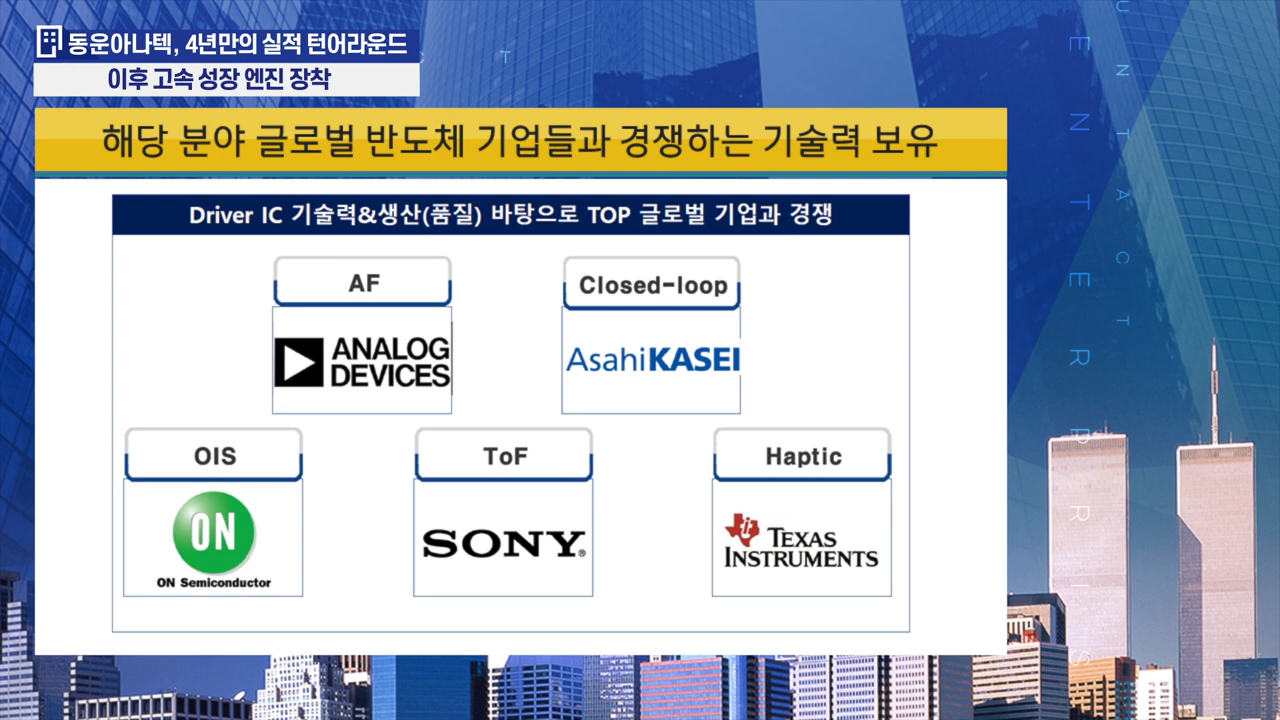 동운아나텍, 4년만의 실적 턴어라운드
이후 고속 성장 엔진 장착
해당 분야 글로벌 반도체 기업들과 경쟁하는 기술력 보유
Driver IC 기술력&생산(품질) 바탕으로 TOP 글로벌 기업과 경쟁
AF
Closed-loop
ANALOG
DEVICES
AsahiKASEI
OIS
ToF
Haptic
ON
ON Semiconductor
SONY®
TEXAS
INSTRUMENTS
ENTERPRIS
UNTACT